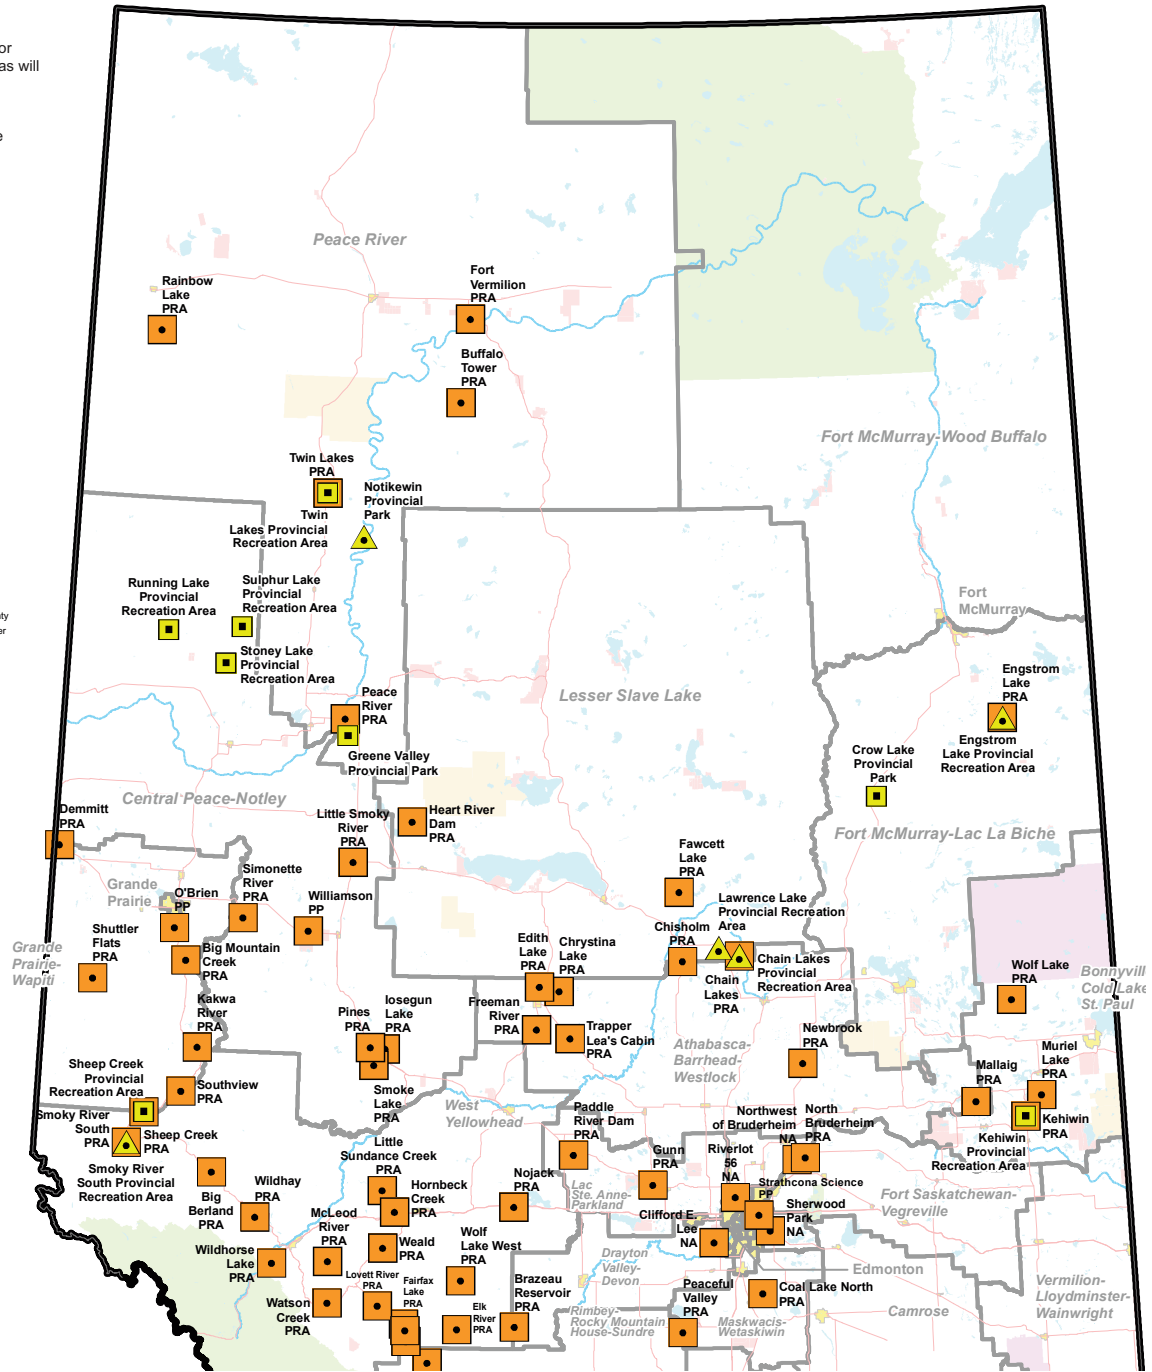 or
as will
e
Peace River
Rainbow
Lake
PRA
Fort
Vermilion
PRA
Buffalo
Tower
PRA
Fort McMurray-Wood Buffalo
Twin Lakes
PRA
Notikewin
Provincial
Park
Twin
Lakes Provincial
Recreation Area
Running Lake
Provincial
Recreation Area
Sulphur Lake
Provincial
Recreation Area
Stoney Lake
Provincial
Recreation Area
Fort
McMurray
Peace
River
PRA
Greene Valley
Provincial Park
Lesser Slave Lake
Engstrom
Lake
PRA
Engstrom
Lake Provincial
Recreation Area
Crow Lake
Provincial
Park
Central Peace-Notley
Demmitt
PRA
Little Smoky
River
PRA
Heart River
Dam
PRA
Fort McMurray-Lac La Biche
Fawcett
Lake
PRA
Grande
Prairie
O'Brien
PP
Simonette
River
PRA
Williamson
PP
Lawrence Lake
Provincial Recreation
Area
Shuttler
Flats
PRA
Grande
Prairie-
Wapiti
Big Mountain
Creek
PRA
Edith
Lake
PRA
Chrystina
Lake
PRA
Chisholm
PRA
Chain Lakes
Provincial
Recreation Area
Chain
Lakes
PRA
Wolf Lake
PRA
Bonnyvill
Cold Lake
St. Paul
Kakwa
River
PRA
Pines
PRA
Iosegun
Lake
PRA
Freeman
River
PRA
Trapper
Lea's Cabin
PRA
Newbrook
PRA
Athabasca-
Barrhead-
Westlock
Muriel
Lake
PRA
Mallaig
PRA
Sheep Creek
Provincial
Recreation Area
Southview
PRA
Smoke
Lake
PRA
West
Yellowhead
Kehiwin
PRA
Kehiwin
Provincial
Recreation Area
Smoky River
South
PRA
Sheep Creek
PRA
Smoky River
South Provincial
Recreation Area
Paddle
River Dam
PRA
Northwest
of Bruderheim
NA
North
Bruderheim
PRA
Little
Sundance Creek
PRA
Gunn
PRA
Riverlot
56
NA
Strathcona Science
PP
Big
Berland
PRA
Wildhay
PRA
Hornbeck
Creek
PRA
Nojack
PRA
Lac
Ste. Anne-
Parkland
Fort Saskatchewan-
Vegreville
Sherwood
Park
NA
Clifford E.
Lee
NA
McLeod
River
PRA
Weald
PRA
Wolf
Lake West
PRA
Wildhorse
Lake
PRA
Drayton
Valley-
Devon
Edmonton
Lovett River
PRA
Fairfax
Lake
PRA
Brazeau
Reservoir
PRA
Peaceful
Valley
PRA
Coal Lake North
PRA
Vermilion-
Lloydminster-
Wainwright
Watson
Creek
PRA
Elk
River
PRA
Rimbey-
Rocky Mountain
House-Sundre
Maskwacis-
Wetaskiwin
Camrose